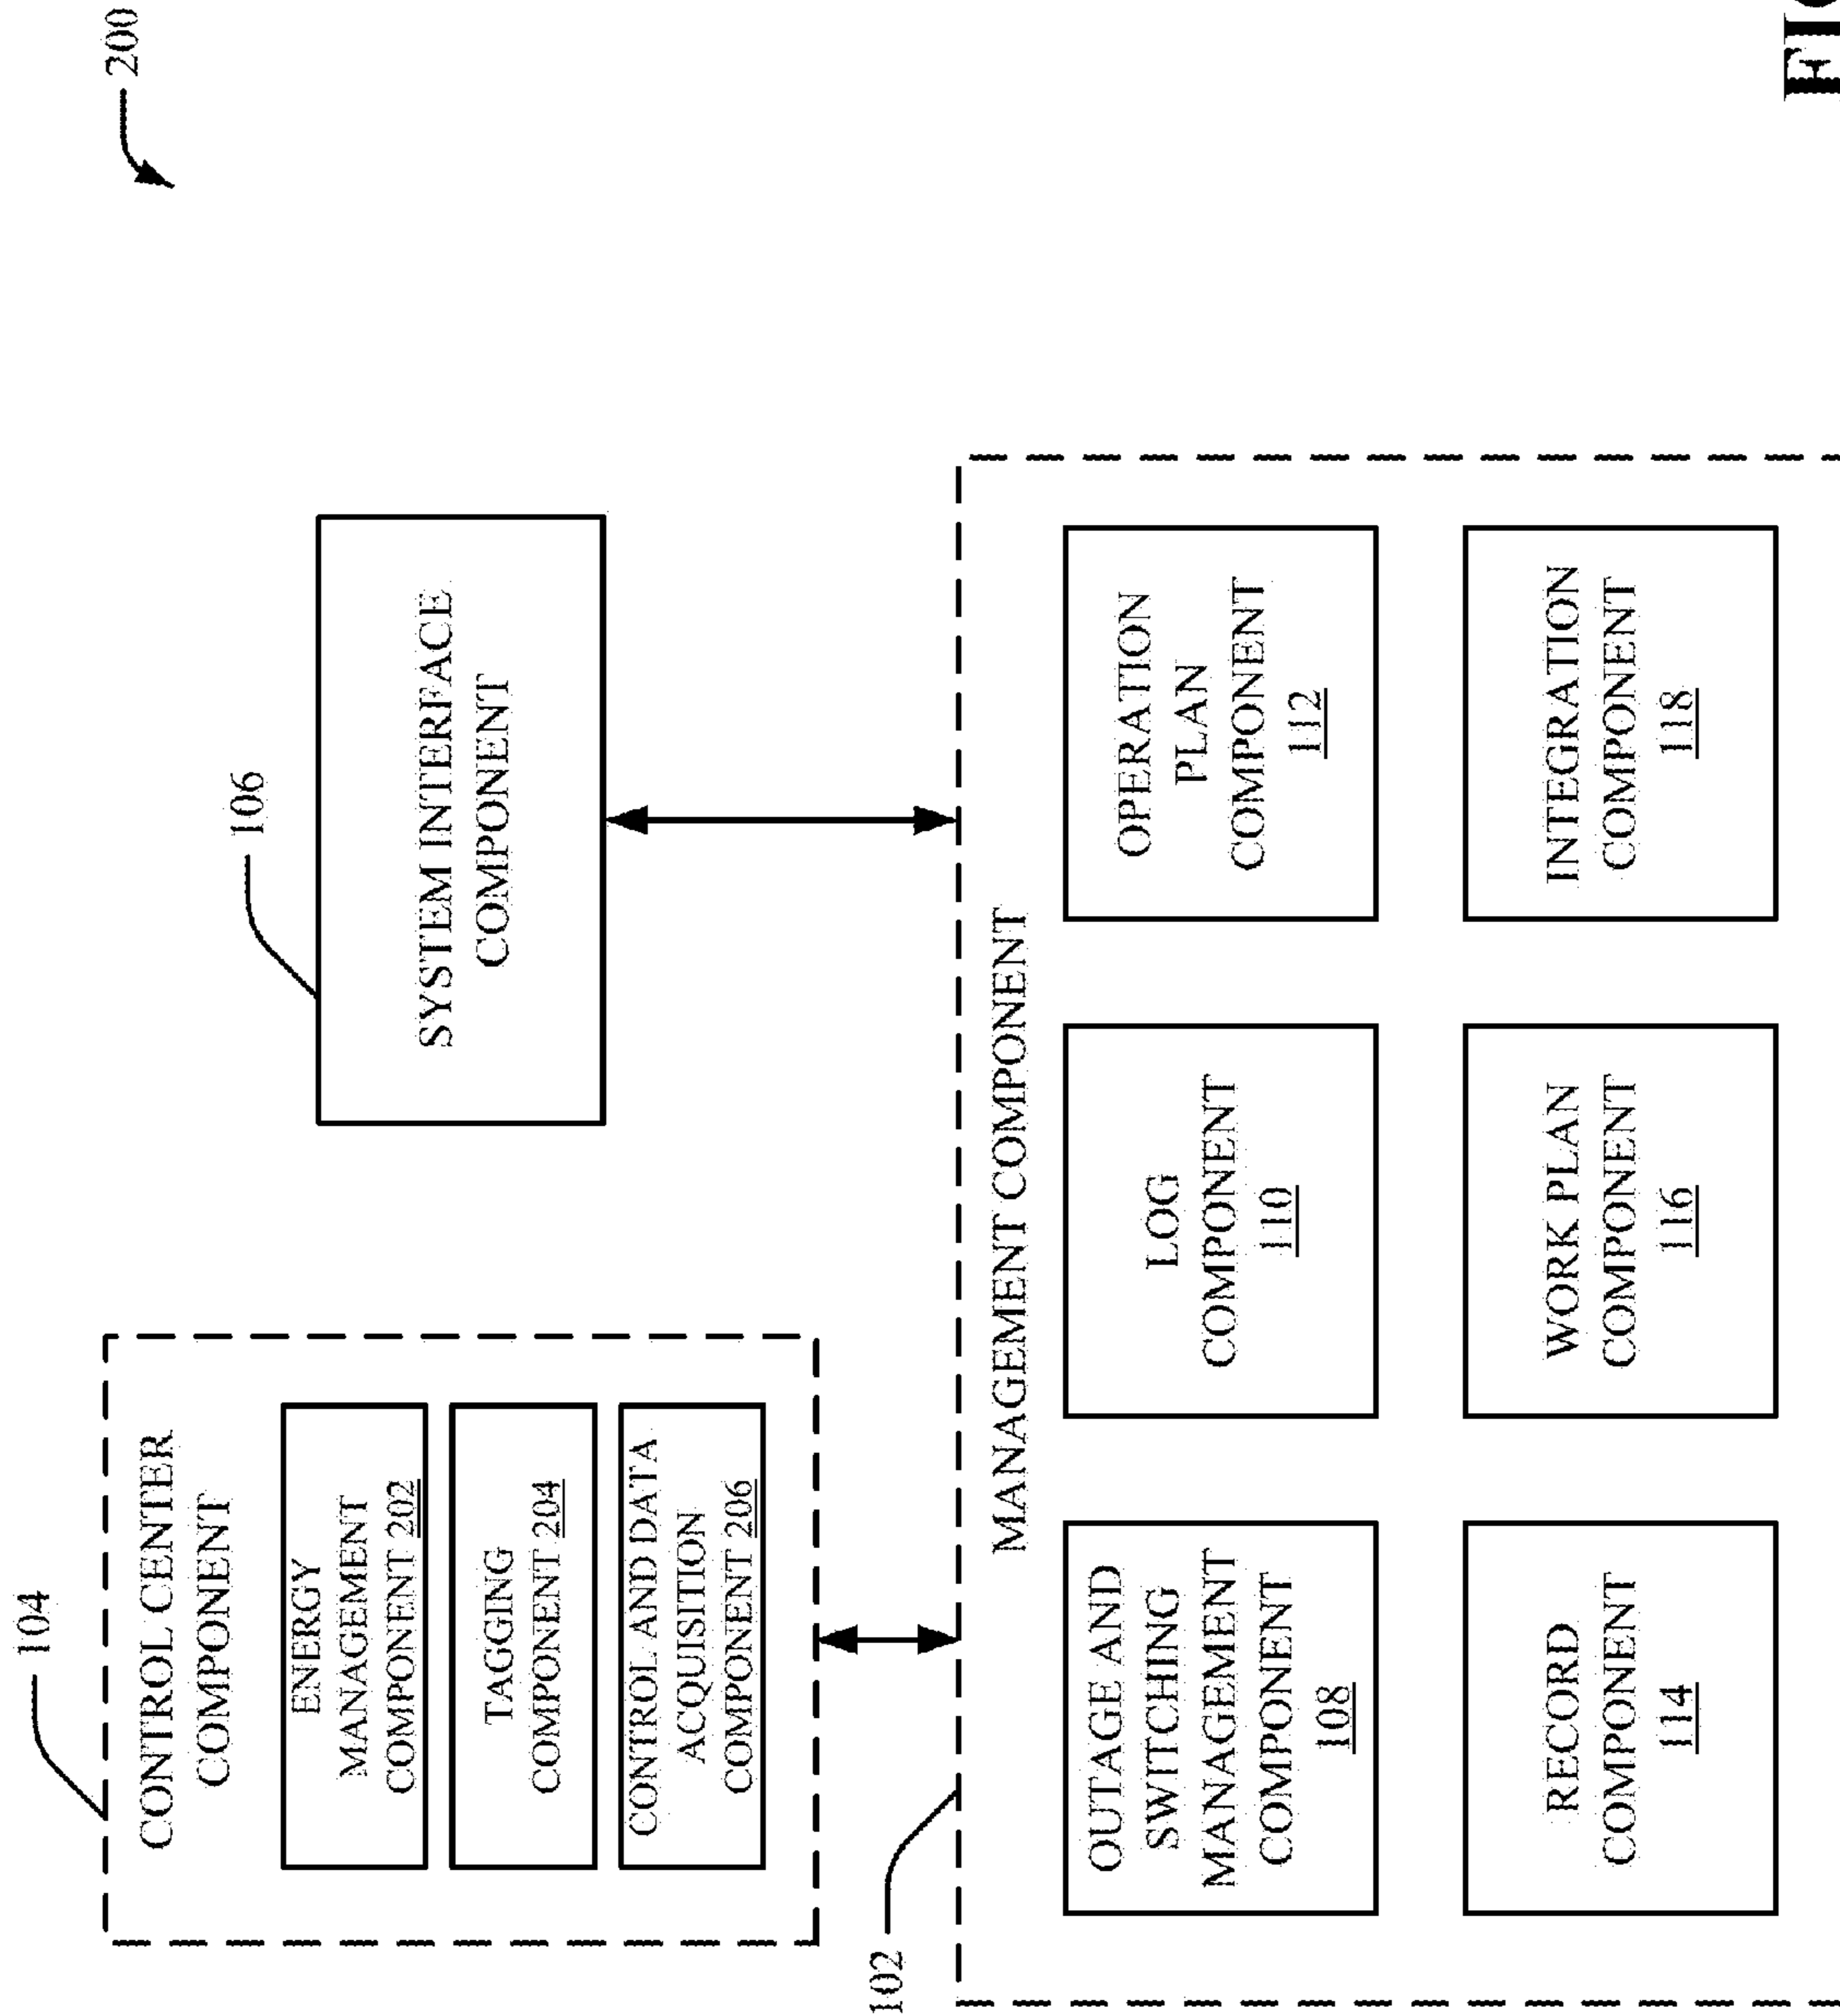 200
104
CONTROL CENTER
COMPONENT
ENERGY
MANAGEMENT
COMPONENT 202
TAGGING
COMPONENT 204
CONTROL AND DATA
ACQUISITION
COMPONENT 206
106
SYSTEM INTERFACE
COMPONENT
102
MANAGEMENT COMPONENT
OUTAGE AND
SWITCHING
MANAGEMENT
COMPONENT
108
LOG
COMPONENT
110
OPERATION
PLAN
COMPONENT
112
RECORD
COMPONENT
114
WORK PLAN
COMPONENT
116
INTEGRATION
COMPONENT
118